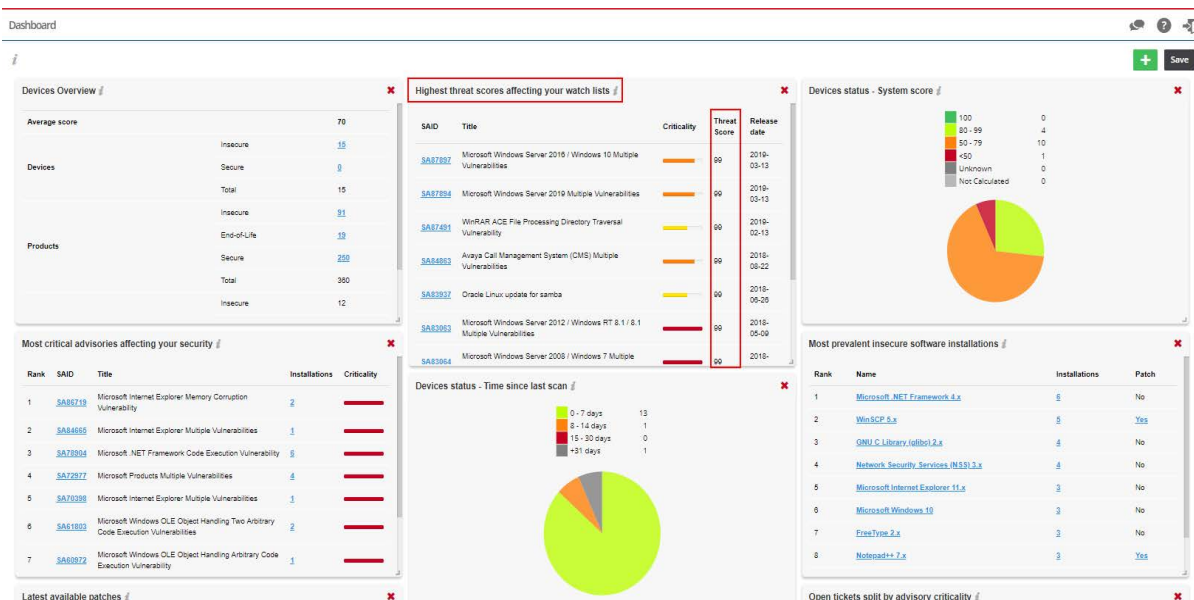 Dashboard
i
Save
Devices Overview i
Average score 70
Devices
Insecure 15
Secure 0
Total 15
Products
Insecure 91
End-of-Life 19
Secure 250
Total 360
Insecure 12
Highest threat scores affecting your watch lists i
SAID Title Criticality Threat Score Release date
SA87897 Microsoft Windows Server 2016 / Windows 10 Multiple Vulnerabilities 99 2019-03-13
SA87894 Microsoft Windows Server 2019 Multiple Vulnerabilities 99 2019-03-13
SA87491 WinRAR ACE File Processing Directory Traversal Vulnerability 99 2019-02-13
SA84863 Avaya Call Management System (CMS) Multiple Vulnerabilities 99 2018-08-22
SA83937 Oracle Linux update for samba 99 2018-06-26
SA83063 Microsoft Windows Server 2012 / Windows RT 8.1 / 8.1 Multiple Vulnerabilities 99 2018-05-09
SA83064 Microsoft Windows Server 2008 / Windows 7 Multiple 99 2018-
Devices status - System score i
100 0
80 - 99 4
50 - 79 10
<50 1
Unknown 0
Not Calculated 0
Most critical advisories affecting your security i
Rank SAID Title Installations Criticality
1 SA86719 Microsoft Internet Explorer Memory Corruption Vulnerability 2
2 SA84665 Microsoft Internet Explorer Multiple Vulnerabilities 1
3 SA78904 Microsoft .NET Framework Code Execution Vulnerability 6
4 SA72977 Microsoft Products Multiple Vulnerabilities 4
5 SA70398 Microsoft Internet Explorer Multiple Vulnerabilities 1
6 SA61803 Microsoft Windows OLE Object Handling Two Arbitrary Code Execution Vulnerabilities 2
7 SA60972 Microsoft Windows OLE Object Handling Arbitrary Code Execution Vulnerability 1
Devices status - Time since last scan i
0 - 7 days 13
8 - 14 days 1
15 - 30 days 0
+31 days 1
Most prevalent insecure software installations i
Rank Name Installations Patch
1 Microsoft .NET Framework 4.x 6 No
2 WinSCP 5.x 5 Yes
3 GNU C Library (glibc) 2.x 4 No
4 Network Security Services (NSS) 3.x 4 No
5 Microsoft Internet Explorer 11.x 3 No
6 Microsoft Windows 10 3 No
7 FreeType 2.x 3 No
8 Notepad++ 7.x 3 Yes
Latest available patches i
Open tickets split by advisory criticality i